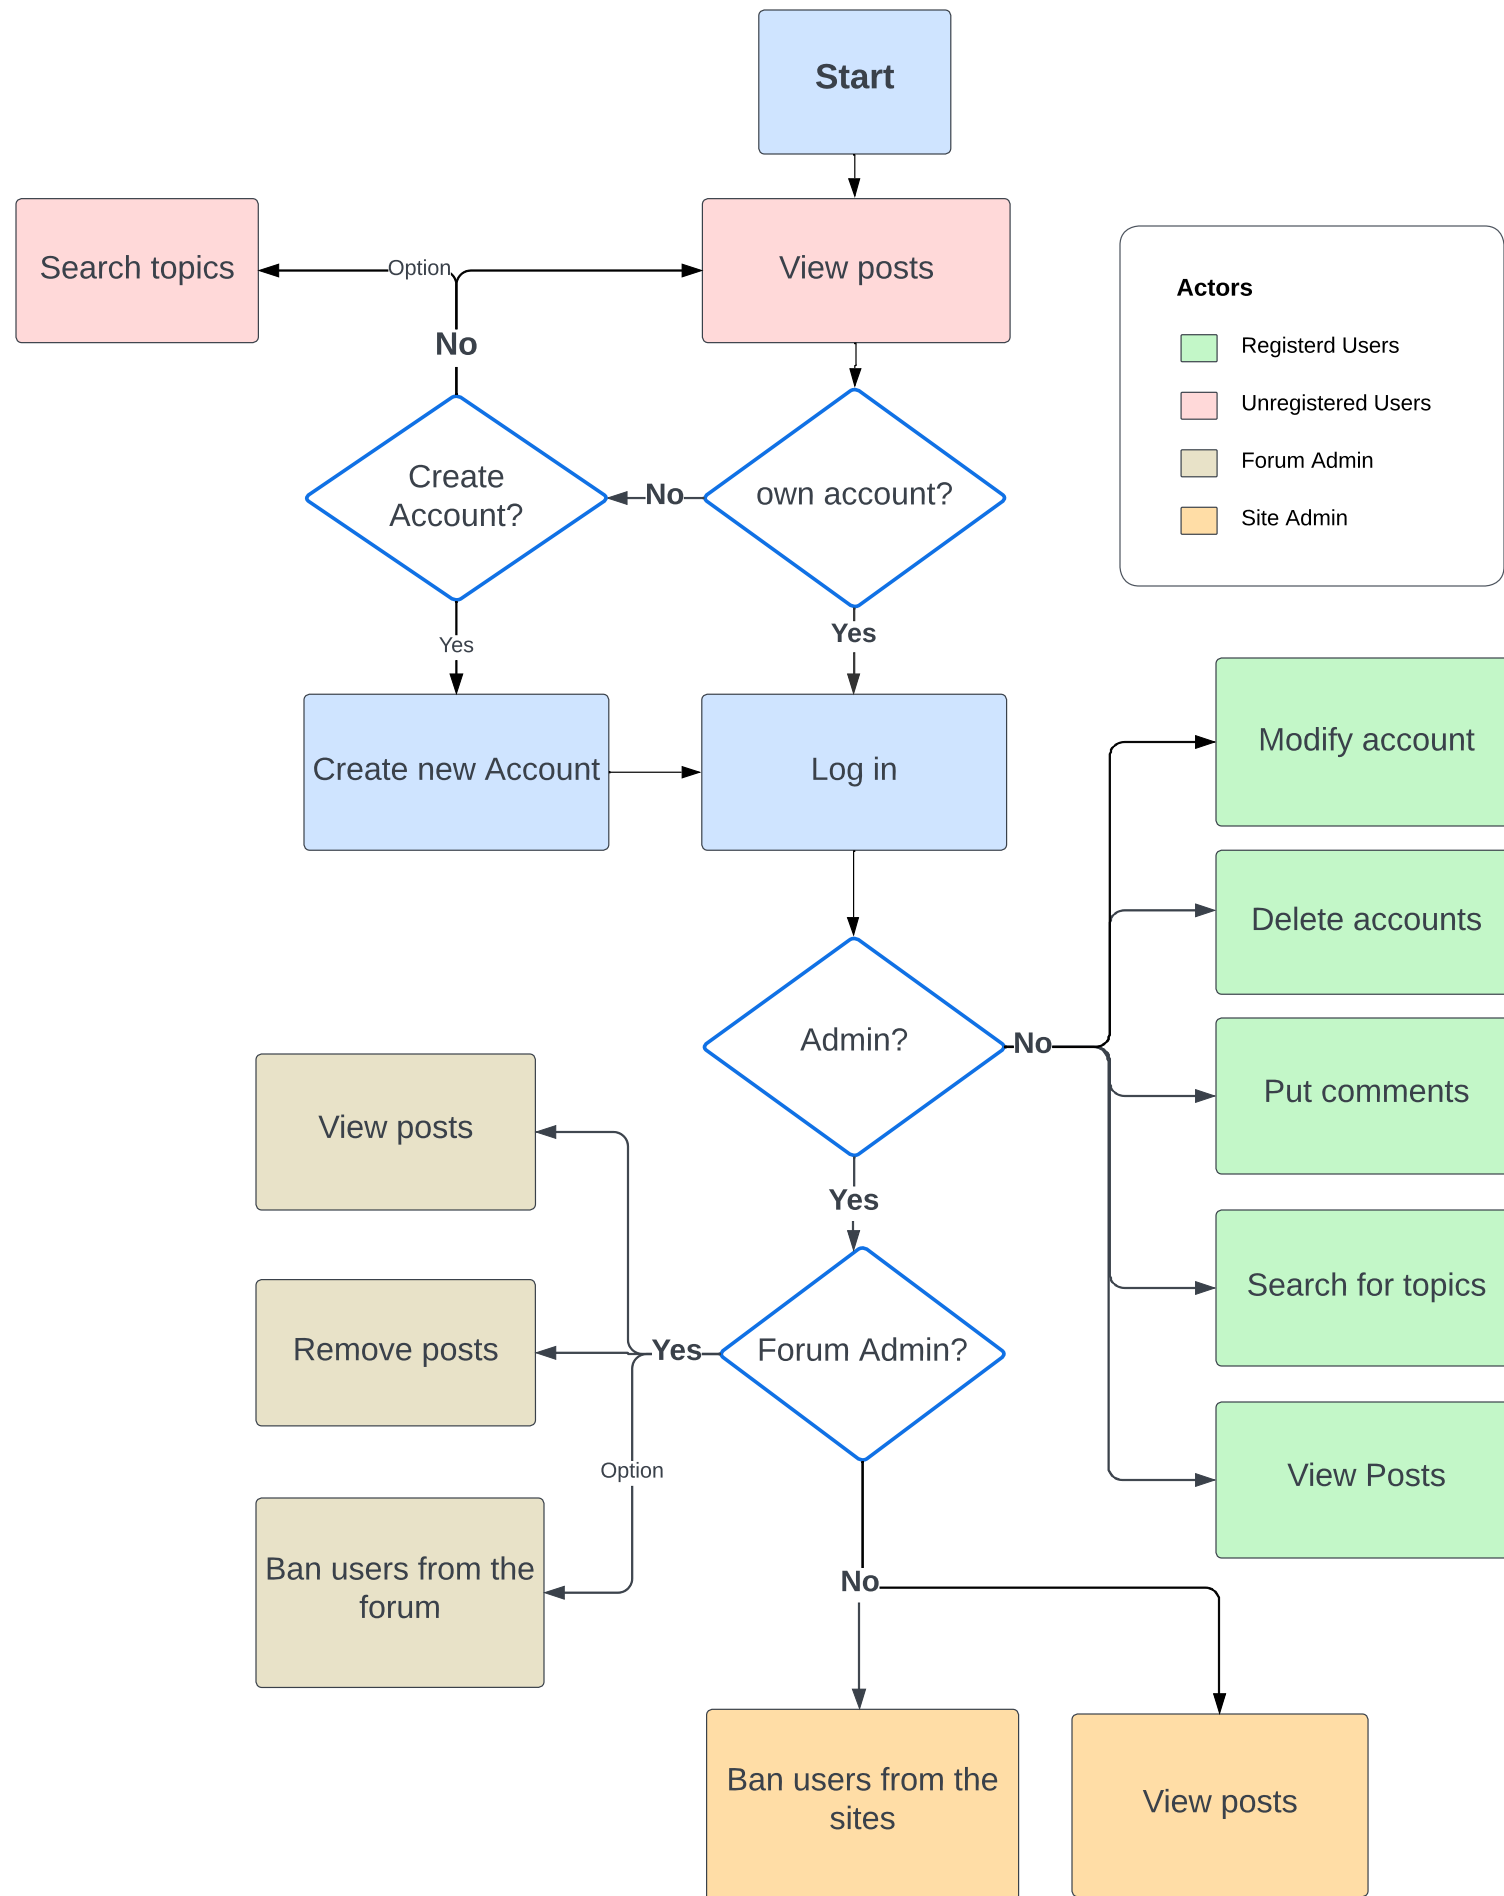 Start
Search topics
Option
View posts
No
Actors
Registerd Users
Unregistered Users
Forum Admin
Site Admin
Create
Account?
No
own account?
Yes
Yes
Create new Account
Log in
Modify account
Delete accounts
Admin?
No
Put comments
View posts
Yes
Search for topics
Remove posts
Yes
Forum Admin?
Option
View Posts
Ban users from the
forum
No
Ban users from the
sites
View posts